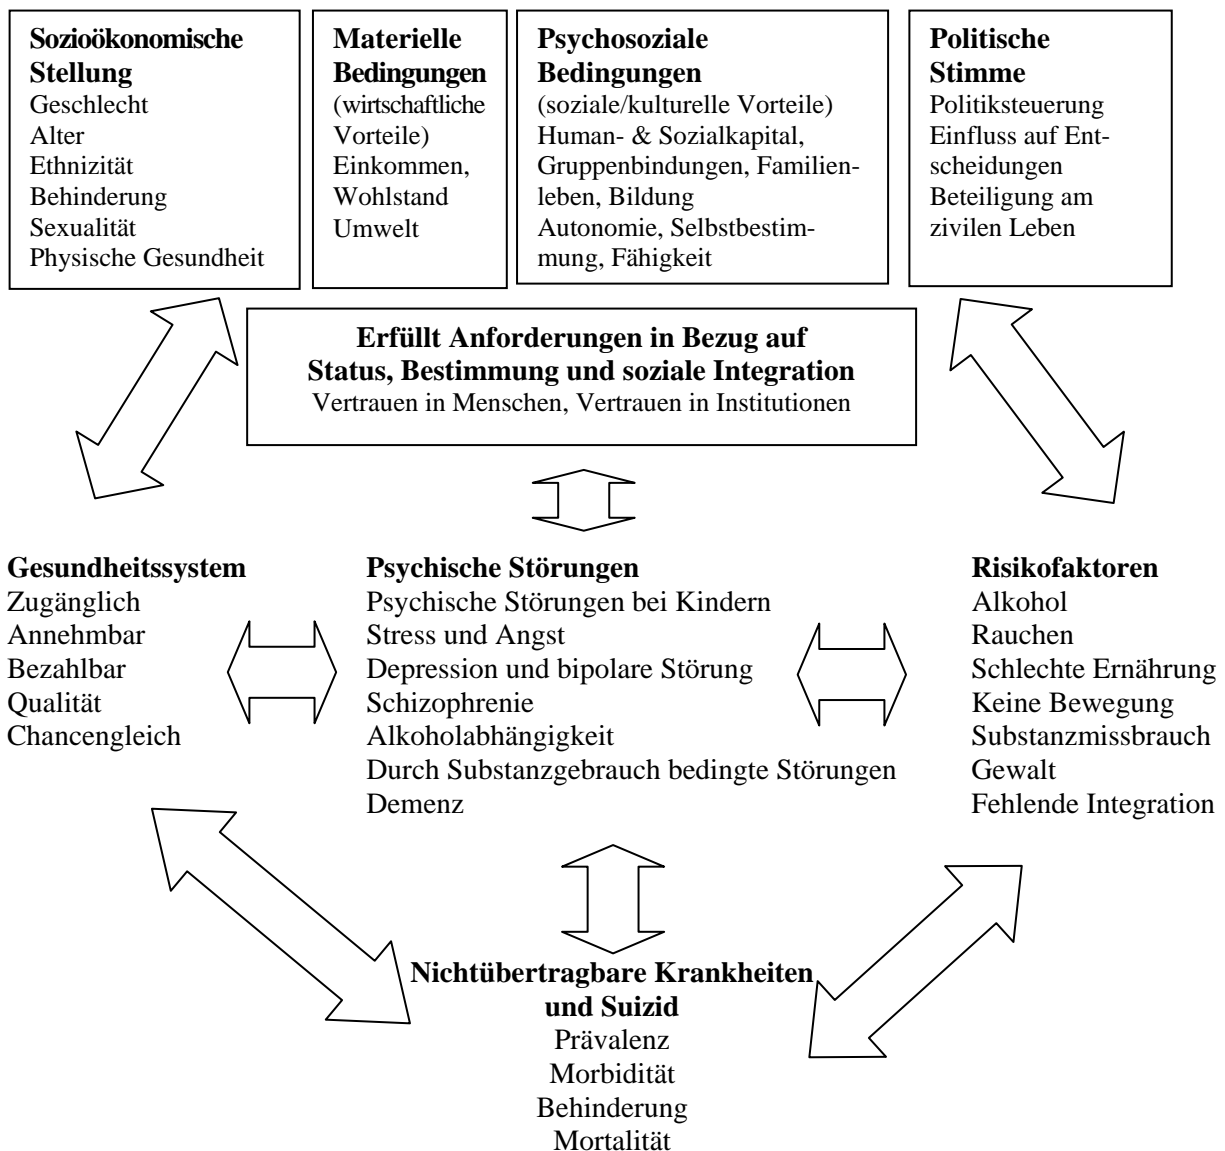 Sozioökonomische
Stellung
Geschlecht
Alter
Ethnizität
Behinderung
Sexualität
Physische Gesundheit
Materielle
Bedingungen
(wirtschaftliche
Vorteile)
Einkommen,
Wohlstand
Umwelt
Psychosoziale
Bedingungen
(soziale/kulturelle Vorteile)
Human- & Sozialkapital,
Gruppenbindungen, Familien-
leben, Bildung
Autonomie, Selbstbestim-
mung, Fähigkeit
Politische
Stimme
Politiksteuerung
Einfluss auf Ent-
scheidungen
Beteiligung am
zivilen Leben
Erfüllt Anforderungen in Bezug auf
Status, Bestimmung und soziale Integration
Vertrauen in Menschen, Vertrauen in Institutionen
Gesundheitssystem
Zugänglich
Annehmbar
Bezahlbar
Qualität
Chancengleich
Psychische Störungen
Psychische Störungen bei Kindern
Stress und Angst
Depression und bipolare Störung
Schizophrenie
Alkoholabhängigkeit
Durch Substanzgebrauch bedingte Störungen
Demenz
Risikofaktoren
Alkohol
Rauchen
Schlechte Ernährung
Keine Bewegung
Substanzmissbrauch
Gewalt
Fehlende Integration
Nichtübertragbare Krankheiten
und Suizid
Prävalenz
Morbidität
Behinderung
Mortalität